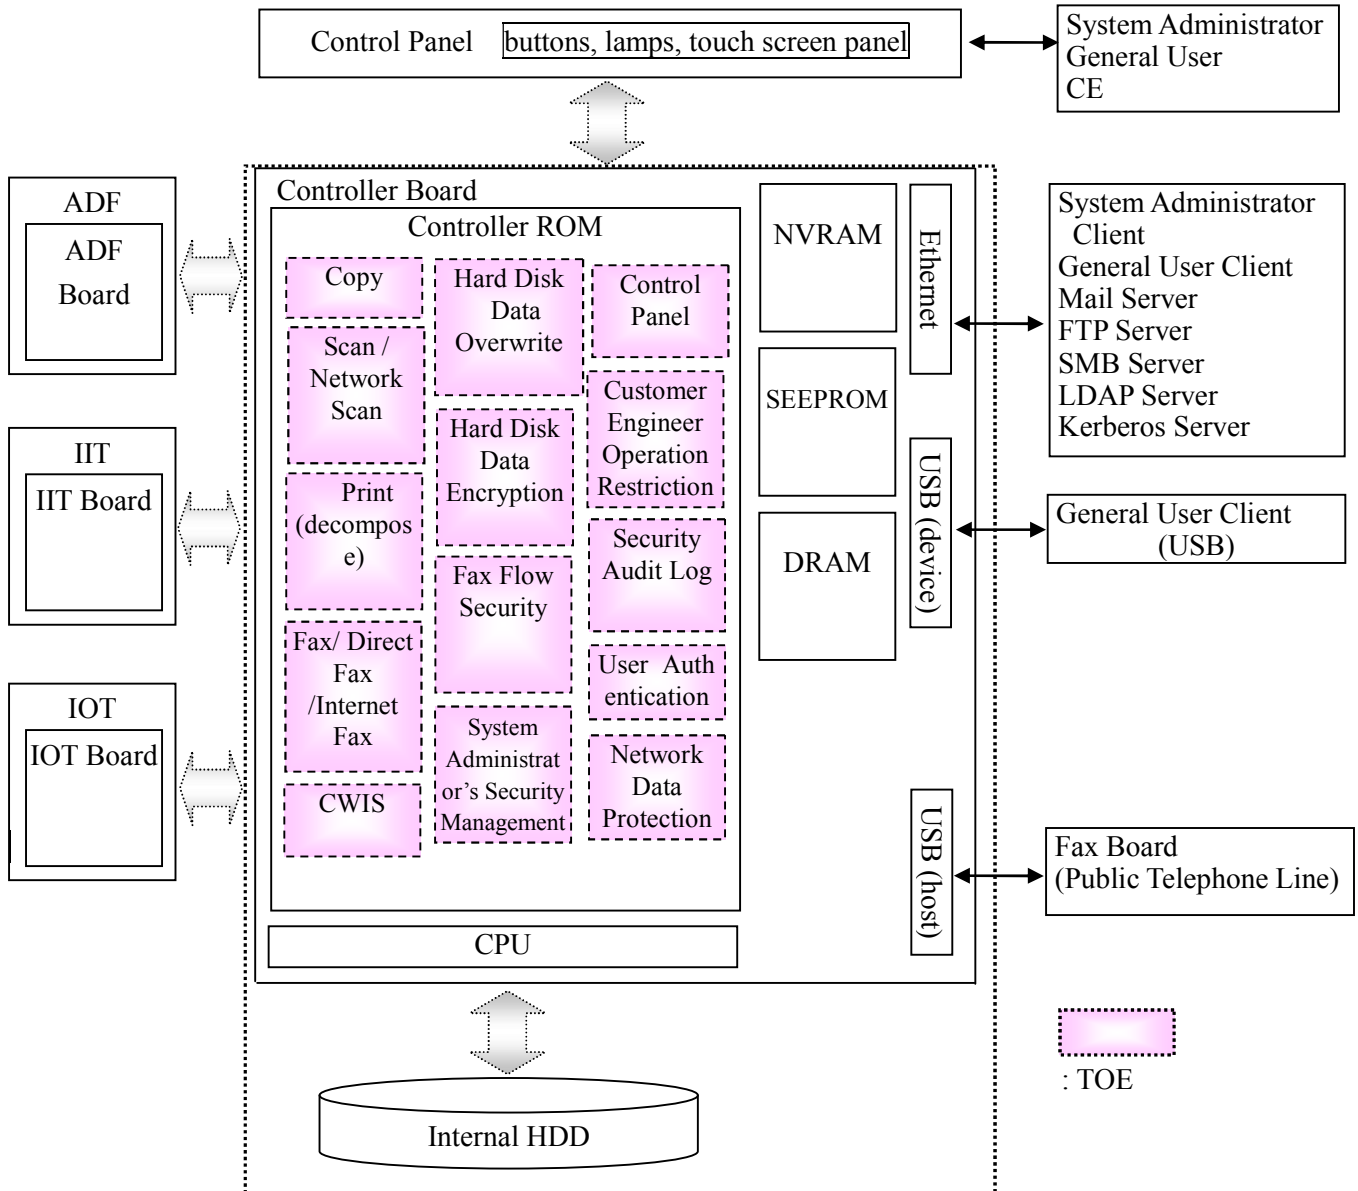 Control Panel buttons, lamps, touch screen panel
System Administrator
General User
CE
ADF
ADF
Board
IIT
IIT Board
IOT
IOT Board
Controller Board
Controller ROM
Copy
Scan /
Network
Scan
Print
(decompos
e)
Fax/ Direct
Fax
/Internet
Fax
CWIS
Hard Disk
Data
Overwrite
Hard Disk
Data
Encryption
Fax Flow
Security
System
Administrat
or’s Security
Management
Control
Panel
Customer
Engineer
Operation
Restriction
Security
Audit Log
User Auth
entication
Network
Data
Protection
CPU
NVRAM
SEEPROM
DRAM
Ethernet
USB (device)
USB (host)
System Administrator
Client
General User Client
Mail Server
FTP Server
SMB Server
LDAP Server
Kerberos Server
General User Client
(USB)
Fax Board
(Public Telephone Line)
: TOE
Internal HDD